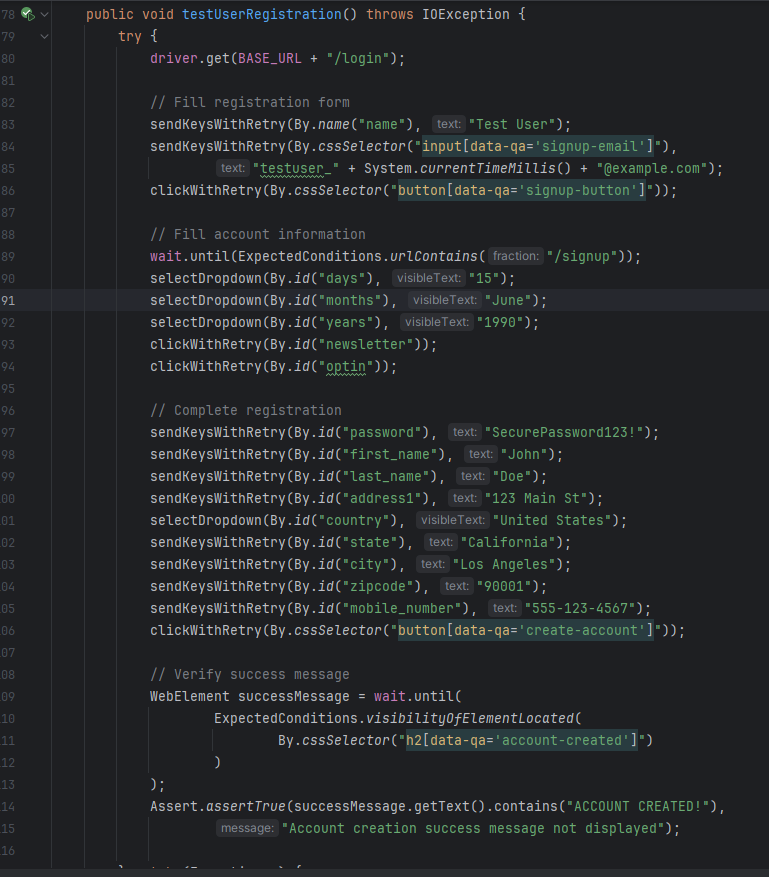 78 public void testUserRegistration() throws IOException {
79 try {
80 driver.get(BASE_URL + "/login");
81
82 // Fill registration form
83 sendKeysWithRetry(By.name("name"), text: "Test User");
84 sendKeysWithRetry(By.cssSelector("input[data-qa='signup-email']"),
85 text: "testuser_" + System.currentTimeMillis() + "@example.com");
86 clickWithRetry(By.cssSelector("button[data-qa='signup-button']"));
87
88 // Fill account information
89 wait.until(ExpectedConditions.urlContains( fraction: "/signup"));
90 selectDropdown(By.id("days"), visibleText: "15");
91 selectDropdown(By.id("months"), visibleText: "June");
92 selectDropdown(By.id("years"), visibleText: "1990");
93 clickWithRetry(By.id("newsletter"));
94 clickWithRetry(By.id("optin"));
95
96 // Complete registration
97 sendKeysWithRetry(By.id("password"), text: "SecurePassword123!");
98 sendKeysWithRetry(By.id("first_name"), text: "John");
99 sendKeysWithRetry(By.id("last_name"), text: "Doe");
00 sendKeysWithRetry(By.id("address1"), text: "123 Main St");
01 selectDropdown(By.id("country"), visibleText: "United States");
02 sendKeysWithRetry(By.id("state"), text: "California");
03 sendKeysWithRetry(By.id("city"), text: "Los Angeles");
04 sendKeysWithRetry(By.id("zipcode"), text: "90001");
05 sendKeysWithRetry(By.id("mobile_number"), text: "555-123-4567");
06 clickWithRetry(By.cssSelector("button[data-qa='create-account']"));
07
08 // Verify success message
09 WebElement successMessage = wait.until(
10 ExpectedConditions.visibilityOfElementLocated(
11 By.cssSelector("h2[data-qa='account-created']")
12 )
13 );
14 Assert.assertTrue(successMessage.getText().contains("ACCOUNT CREATED!"),
15 message: "Account creation success message not displayed");
16